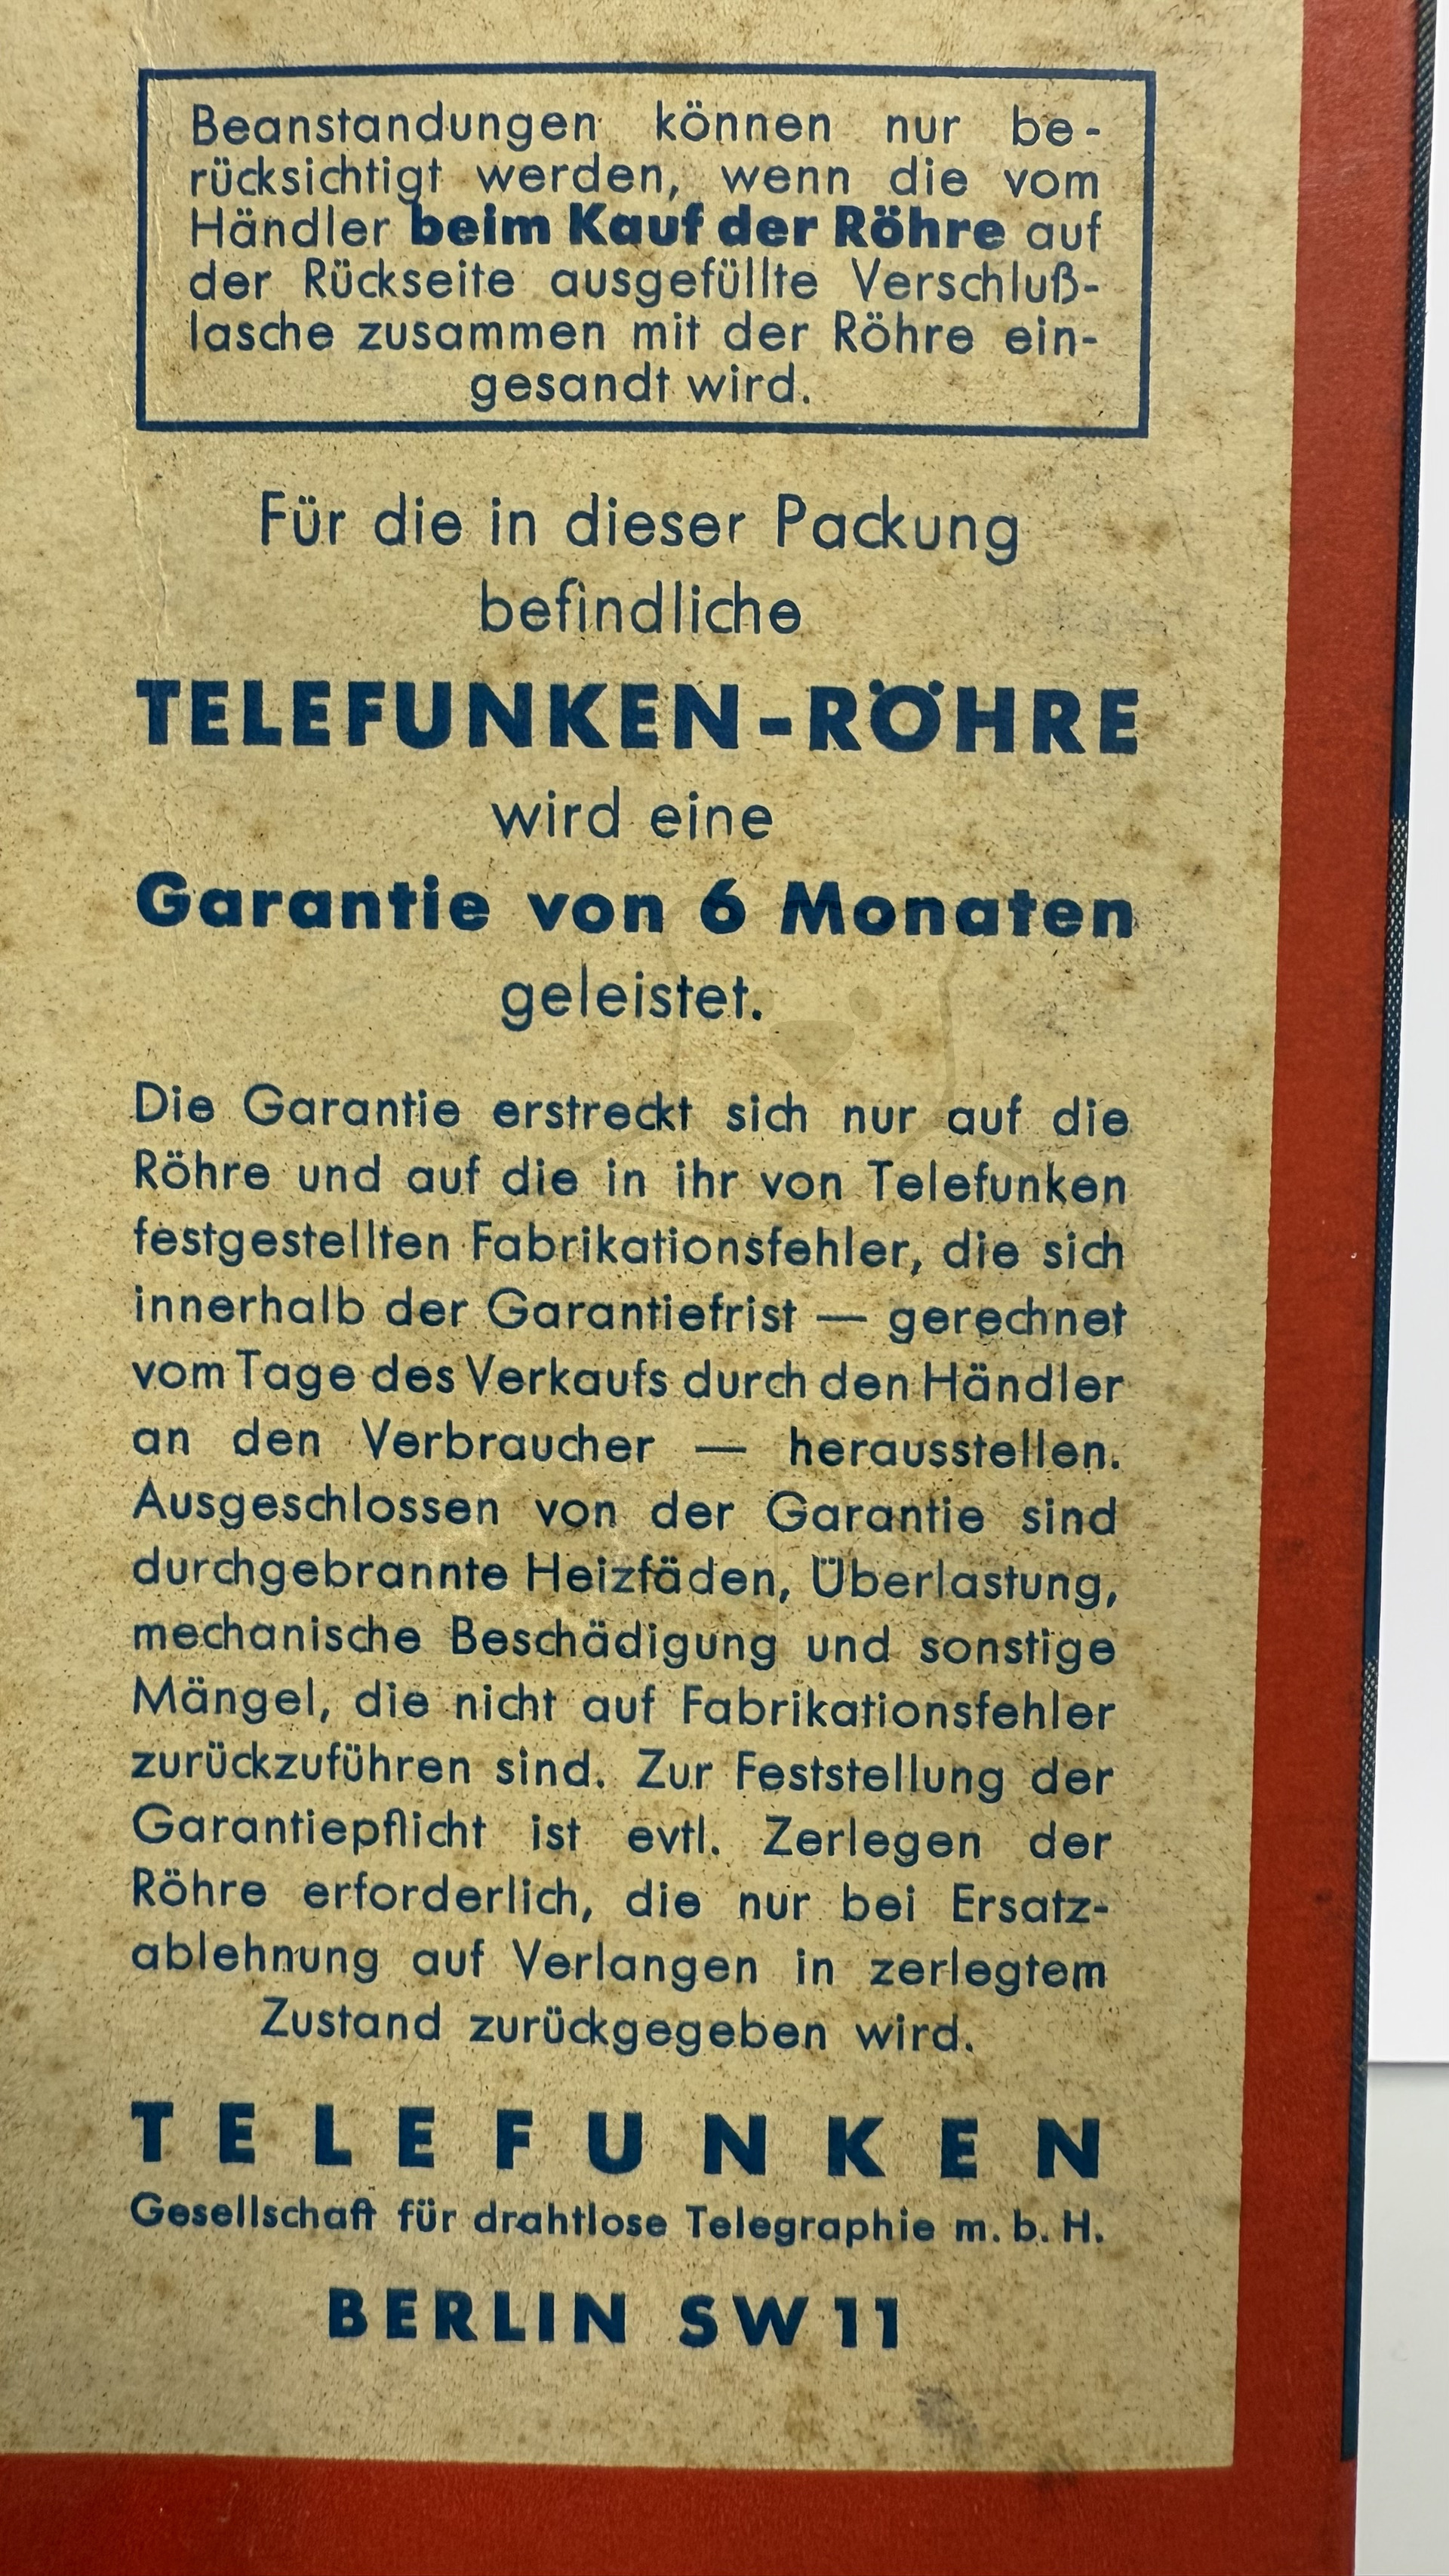 Beanstandungen können nur be-
rücksichtigt werden, wenn die vom
Händler beim Kauf der Röhre auf
der Rückseite ausgefüllte Verschluß-
lasche zusammen mit der Röhre ein-
gesandt wird.
Für die in dieser Packung
befindliche
TELEFUNKEN-RÖHRE
wird eine
Garantie von 6 Monaten
geleistet.
Die Garantie erstreckt sich nur auf die
Röhre und auf die in ihr von Telefunken
festgestellten Fabrikationsfehler, die sich
innerhalb der Garantiefrist — gerechnet
vom Tage des Verkaufs durch den Händler
an den Verbraucher — herausstellen.
Ausgeschlossen von der Garantie sind
durchgebrannte Heizfäden, Überlastung,
mechanische Beschädigung und sonstige
Mängel, die nicht auf Fabrikationsfehler
zurückzuführen sind. Zur Feststellung der
Garantiepflicht ist evtl. Zerlegen der
Röhre erforderlich, die nur bei Ersatz-
ablehnung auf Verlangen in zerlegtem
Zustand zurückgegeben wird.
TELEFUNKEN
Gesellschaft für drahtlose Telegraphie m. b. H.
BERLIN SW 11